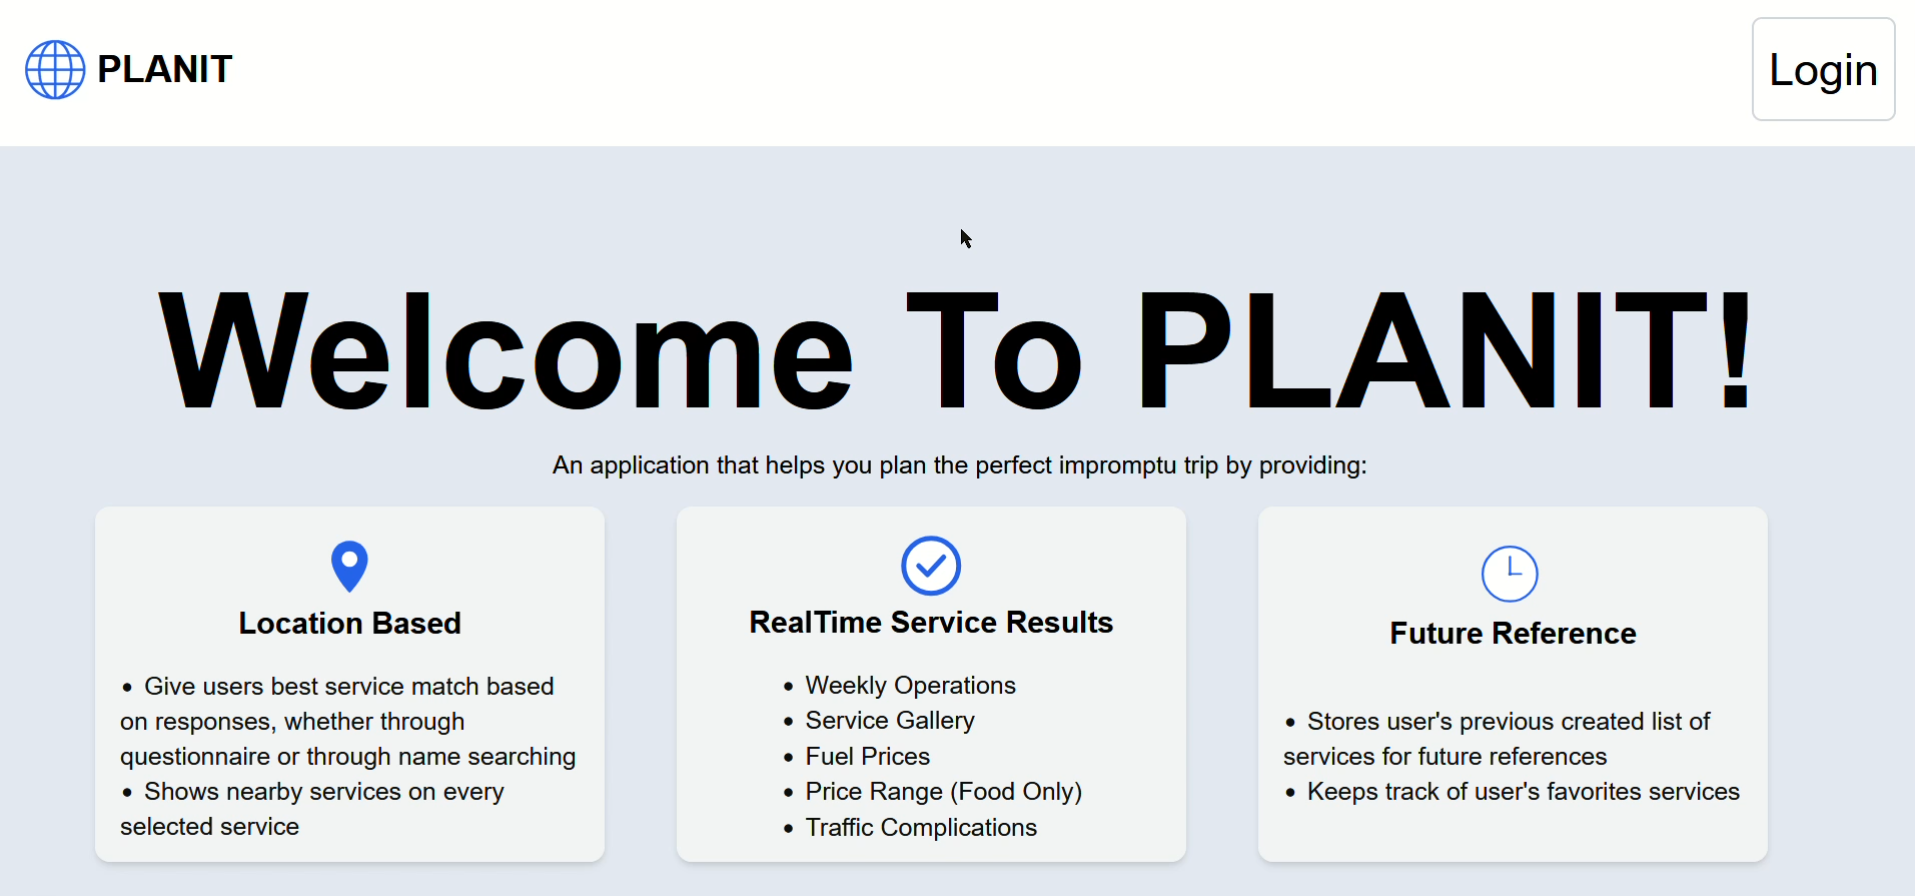 PLANIT
Login
Welcome To PLANIT!
An application that helps you plan the perfect impromptu trip by providing:
Location Based
• Give users best service match based
on responses, whether through
questionnaire or through name searching
• Shows nearby services on every
selected service
RealTime Service Results
• Weekly Operations
• Service Gallery
• Fuel Prices
• Price Range (Food Only)
• Traffic Complications
Future Reference
• Stores user's previous created list of
services for future references
• Keeps track of user's favorites services